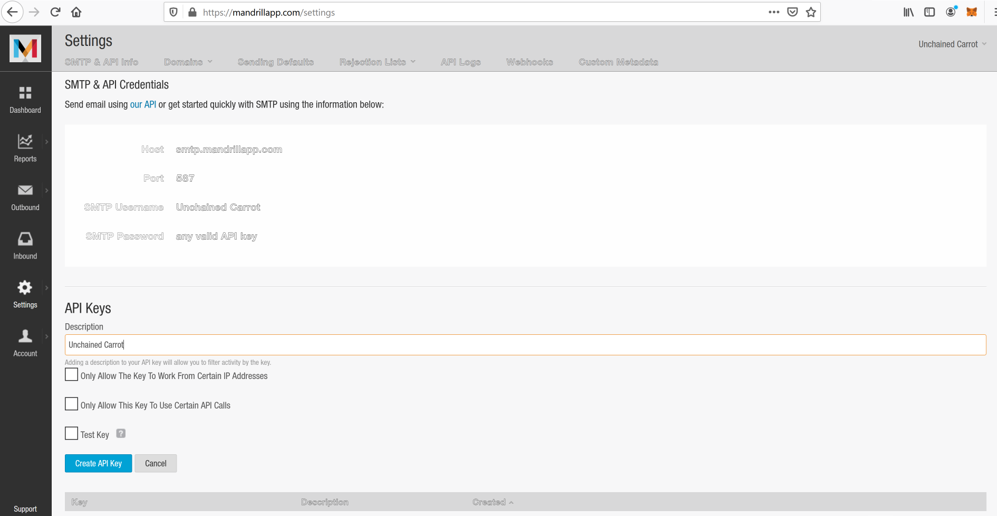 https://mandrillapp.com/settings
Settings
Unchained Carrot
SMTP & API Info Domains Sending Defaults Rejection Lists API Logs Webhooks Custom Metadata
SMTP & API Credentials
Dashboard
Send email using our API or get started quickly with SMTP using the information below:
Reports
Host smtp.mandrillapp.com
Port 587
Outbound
SMTP Username Unchained Carrot
SMTP Password any valid API key
Inbound
Settings
API Keys
Description
Account
Unchained Carrot
Adding a description to your API key will allow you to filter activity by the key.
Only Allow The Key To Work From Certain IP Addresses
Only Allow This Key To Use Certain API Calls
Test Key ?
Create API Key Cancel
Key Description Created
Support